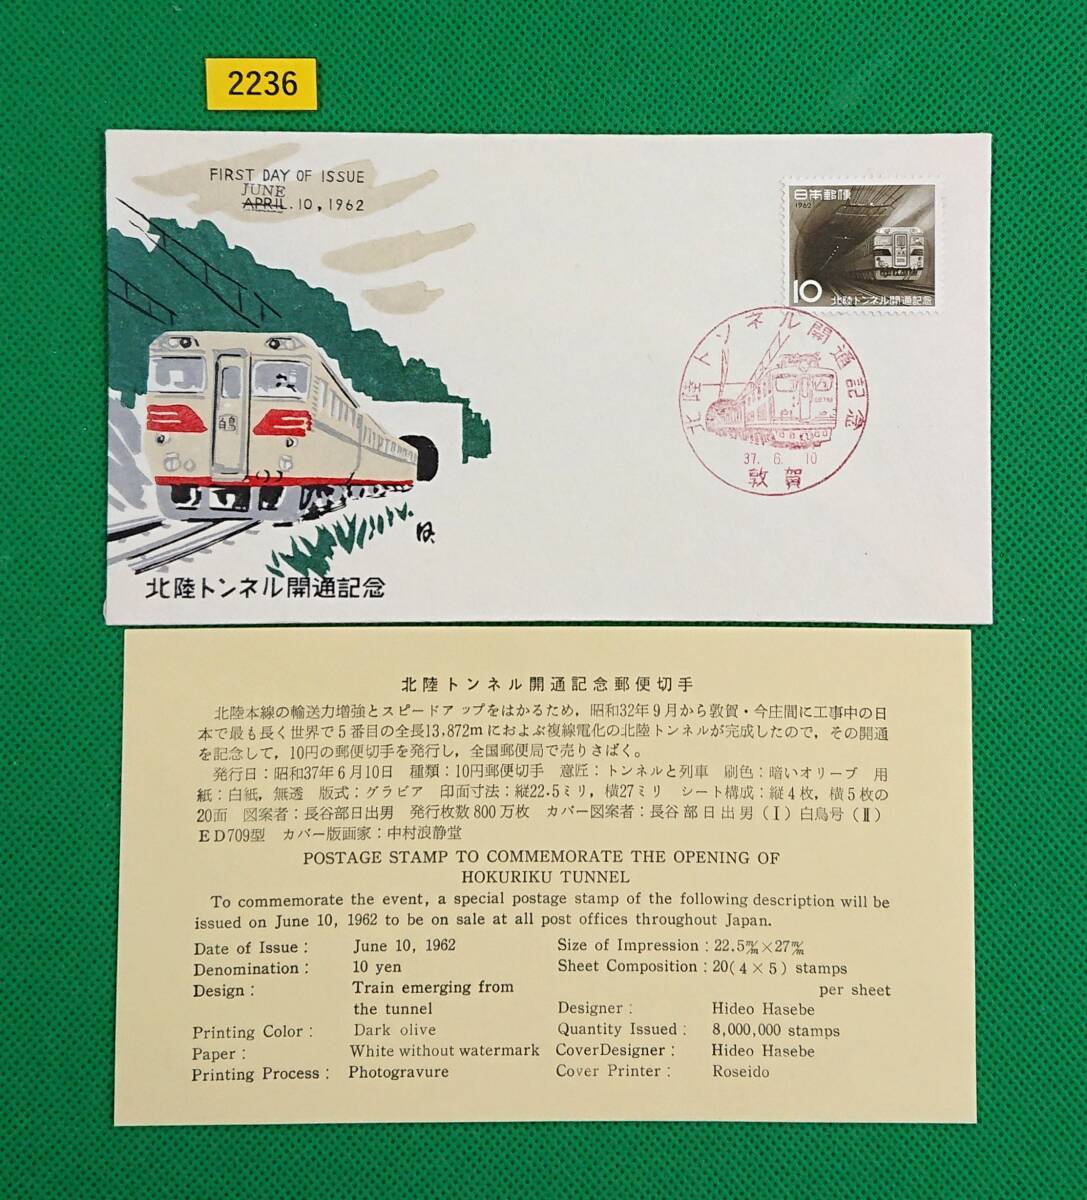 2236
FIRST DAY OF ISSUE
JUNE
APRIL. 10, 1962
日本郵便
1962
10
北陸トンネル開通記念
北陸トンネル開通記念
37. 6. 10
敦賀
北陸トンネル開通記念
北陸トンネル開通記念郵便切手
北陸本線の輸送力増強とスピードアップをはかるため，昭和32年9月から敦賀・今庄間に工事中の日
本で最も長く世界で5番目の全長13,872mにおよぶ複線電化の北陸トンネルが完成したので，その開通
を記念して，10円の郵便切手を発行し，全国郵便局で売りさばく。
発行日：昭和37年6月10日 種類：10円郵便切手 意匠：トンネルと列車 刷色：暗いオリーブ 用
紙：白紙，無透 版式：グラビア 印面寸法：縦22.5ミリ，横27ミリ シート構成：縦4枚，横5枚の
20面 図案者：長谷部日出男 発行枚数800万枚 カバー図案者：長谷部日出男（Ⅰ）白鳥号（Ⅱ）
ED709型 カバー版画家：中村浪静堂
POSTAGE STAMP TO COMMEMORATE THE OPENING OF
HOKURIKU TUNNEL
To commemorate the event, a special postage stamp of the following description will be
issued on June 10, 1962 to be on sale at all post offices throughout Japan.
Date of Issue : June 10, 1962 Size of Impression : 22.5m/m×27m/m
Denomination : 10 yen Sheet Composition : 20(4×5) stamps
Design : Train emerging from per sheet
the tunnel Designer : Hideo Hasebe
Printing Color : Dark olive Quantity Issued : 8,000,000 stamps
Paper : White without watermark CoverDesigner : Hideo Hasebe
Printing Process : Photogravure Cover Printer : Roseido